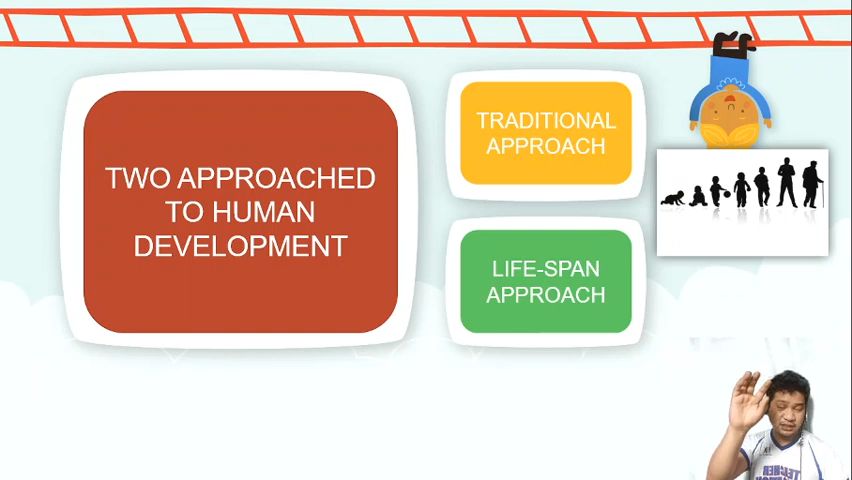 TWO APPROACHED
TO HUMAN
DEVELOPMENT
TRADITIONAL
APPROACH
LIFE-SPAN
APPROACH